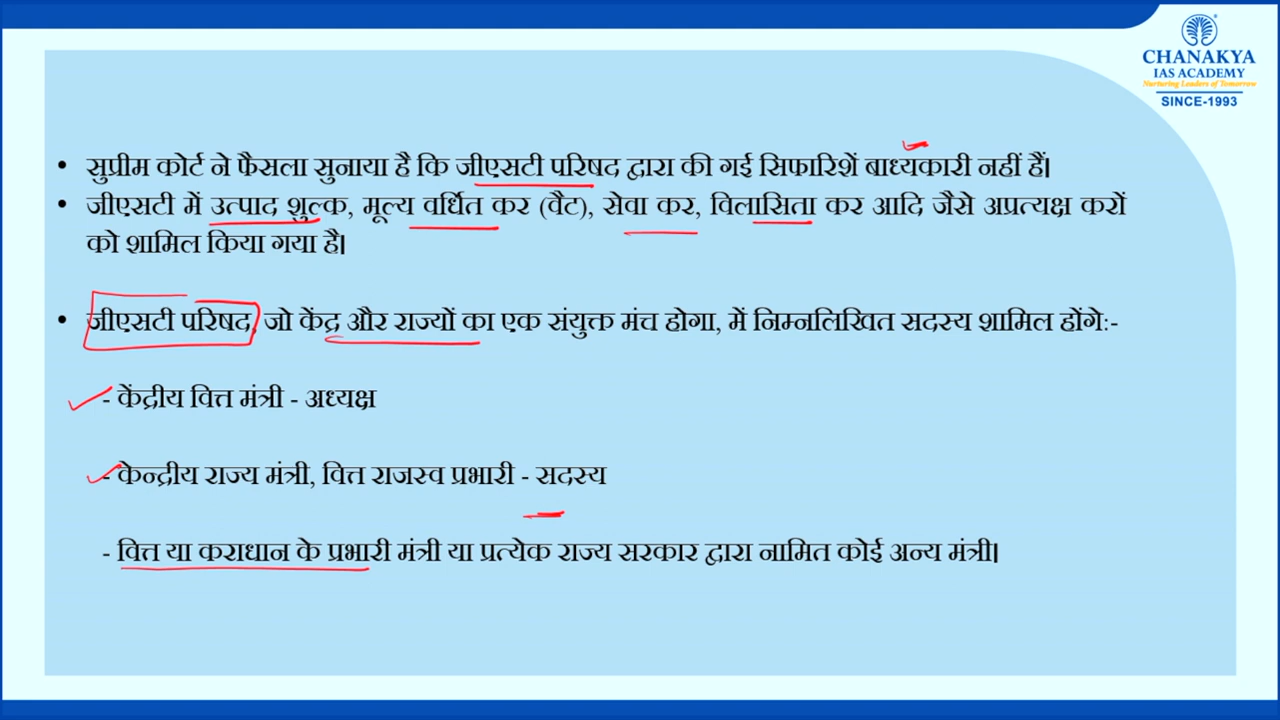 CHANAKYA
IAS ACADEMY
Nurturing Leaders of Tomorrow
SINCE-1993
• सुप्रीम कोर्ट ने फैसला सुनाया है कि जीएसटी परिषद द्वारा की गई सिफारिशें बाध्यकारी नहीं हैं।
• जीएसटी में उत्पाद शुल्क, मूल्य वर्धित कर (वैट), सेवा कर, विलासिता कर आदि जैसे अप्रत्यक्ष करों
को शामिल किया गया है।
• जीएसटी परिषद, जो केंद्र और राज्यों का एक संयुक्त मंच होगा, में निम्नलिखित सदस्य शामिल होंगे:-
- केंद्रीय वित्त मंत्री - अध्यक्ष
- केन्द्रीय राज्य मंत्री, वित्त राजस्व प्रभारी - सदस्य
- वित्त या कराधान के प्रभारी मंत्री या प्रत्येक राज्य सरकार द्वारा नामित कोई अन्य मंत्री।